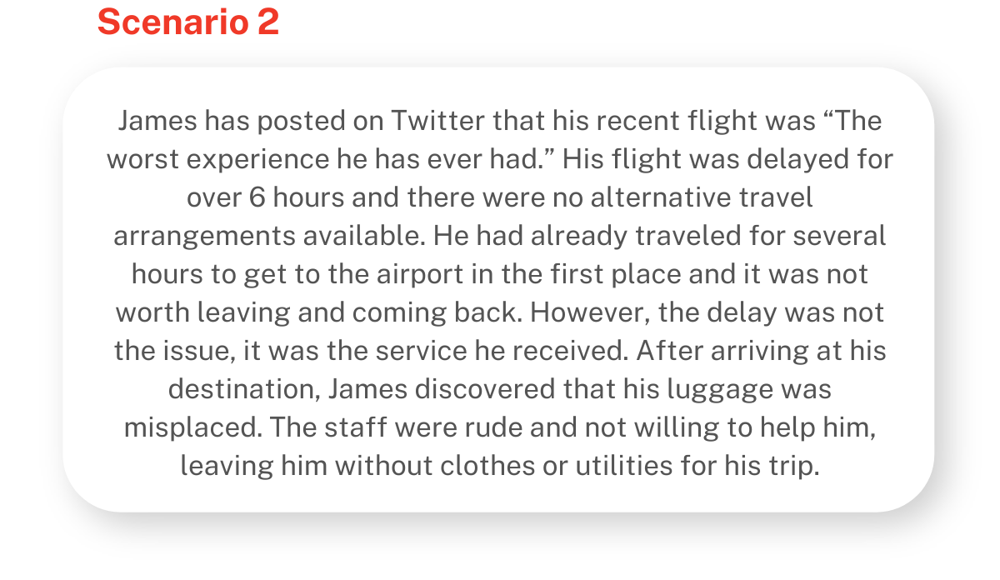 Scenario 2
James has posted on Twitter that his recent flight was “The
worst experience he has ever had.” His flight was delayed for
over 6 hours and there were no alternative travel
arrangements available. He had already traveled for several
hours to get to the airport in the first place and it was not
worth leaving and coming back. However, the delay was not
the issue, it was the service he received. After arriving at his
destination, James discovered that his luggage was
misplaced. The staff were rude and not willing to help him,
leaving him without clothes or utilities for his trip.